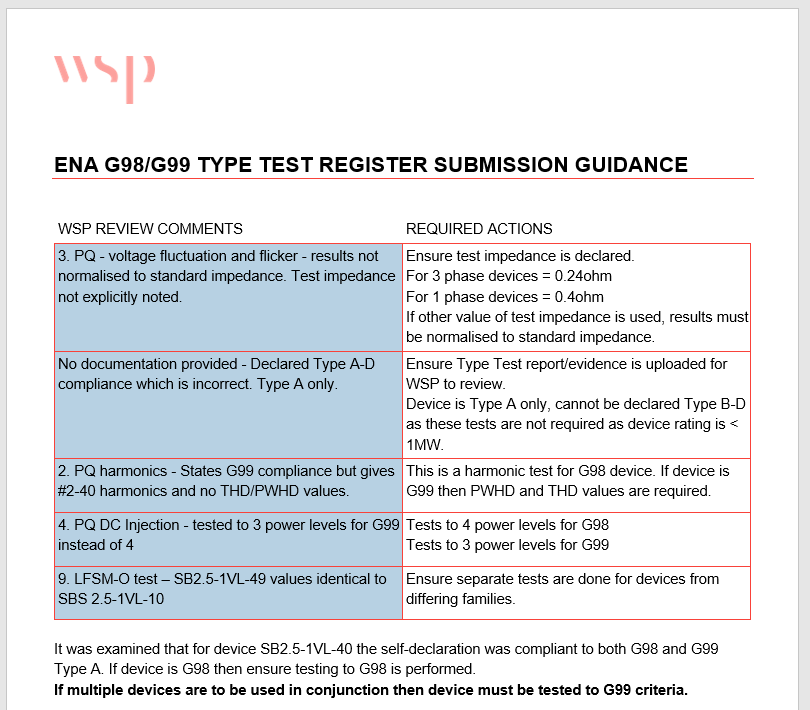 wsp
ENA G98/G99 TYPE TEST REGISTER SUBMISSION GUIDANCE
WSP REVIEW COMMENTS
REQUIRED ACTIONS
3. PQ - voltage fluctuation and flicker - results not
normalised to standard impedance. Test impedance
not explicitly noted.
Ensure test impedance is declared.
For 3 phase devices = 0.24ohm
For 1 phase devices = 0.4ohm
If other value of test impedance is used, results must
be normalised to standard impedance.
No documentation provided - Declared Type A-D
compliance which is incorrect. Type A only.
Ensure Type Test report/evidence is uploaded for
WSP to review.
Device is Type A only, cannot be declared Type B-D
as these tests are not required as device rating is <
1MW.
2. PQ harmonics - States G99 compliance but gives
#2-40 harmonics and no THD/PWHD values.
This is a harmonic test for G98 device. If device is
G99 then PWHD and THD values are required.
4. PQ DC Injection - tested to 3 power levels for G99
instead of 4
Tests to 4 power levels for G98
Tests to 3 power levels for G99
9. LFSM-O test – SB2.5-1VL-49 values identical to
SBS 2.5-1VL-10
Ensure separate tests are done for devices from
differing families.
It was examined that for device SB2.5-1VL-40 the self-declaration was compliant to both G98 and G99
Type A. If device is G98 then ensure testing to G98 is performed.
If multiple devices are to be used in conjunction then device must be tested to G99 criteria.